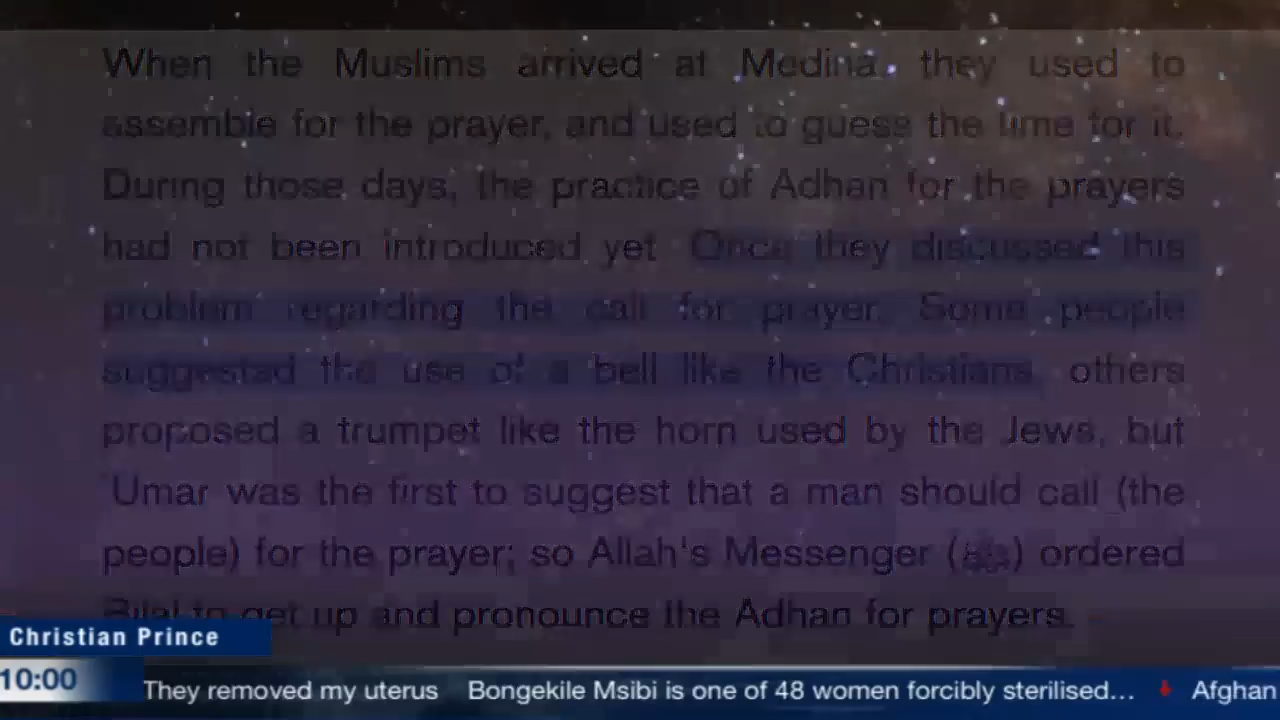 When the Muslims arrived at Medina, they used to
assemble for the prayer, and used to guess the time for it.
During those days, the practice of Adhan for the prayers
had not been introduced yet. Once they discussed this
problem regarding the call for prayer. Some people
suggested the use of a bell like the Christians, others
proposed a trumpet like the horn used by the Jews, but
`Umar was the first to suggest that a man should call (the
people) for the prayer; so Allah's Messenger (ﷺ) ordered
Bilal to get up and pronounce the Adhan for prayers.
Christian Prince
10:00
They removed my uterus Bongekile Msibi is one of 48 women forcibly sterilised... Afghan